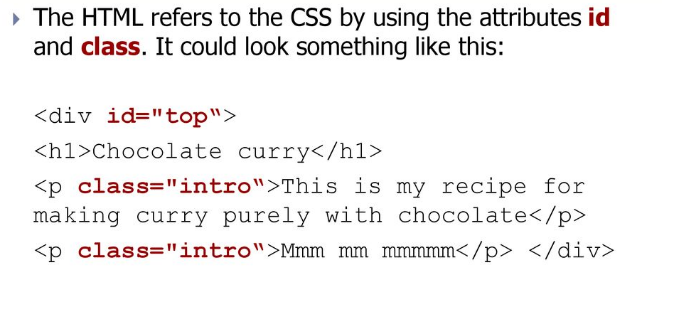 The HTML refers to the CSS by using the attributes id
and class. It could look something like this:
<div id="top‟>
<h1>Chocolate curry</h1>
<p class="intro‟>This is my recipe for
making curry purely with chocolate</p>
<p class="intro‟>Mmm mm mmmmm</p> </div>